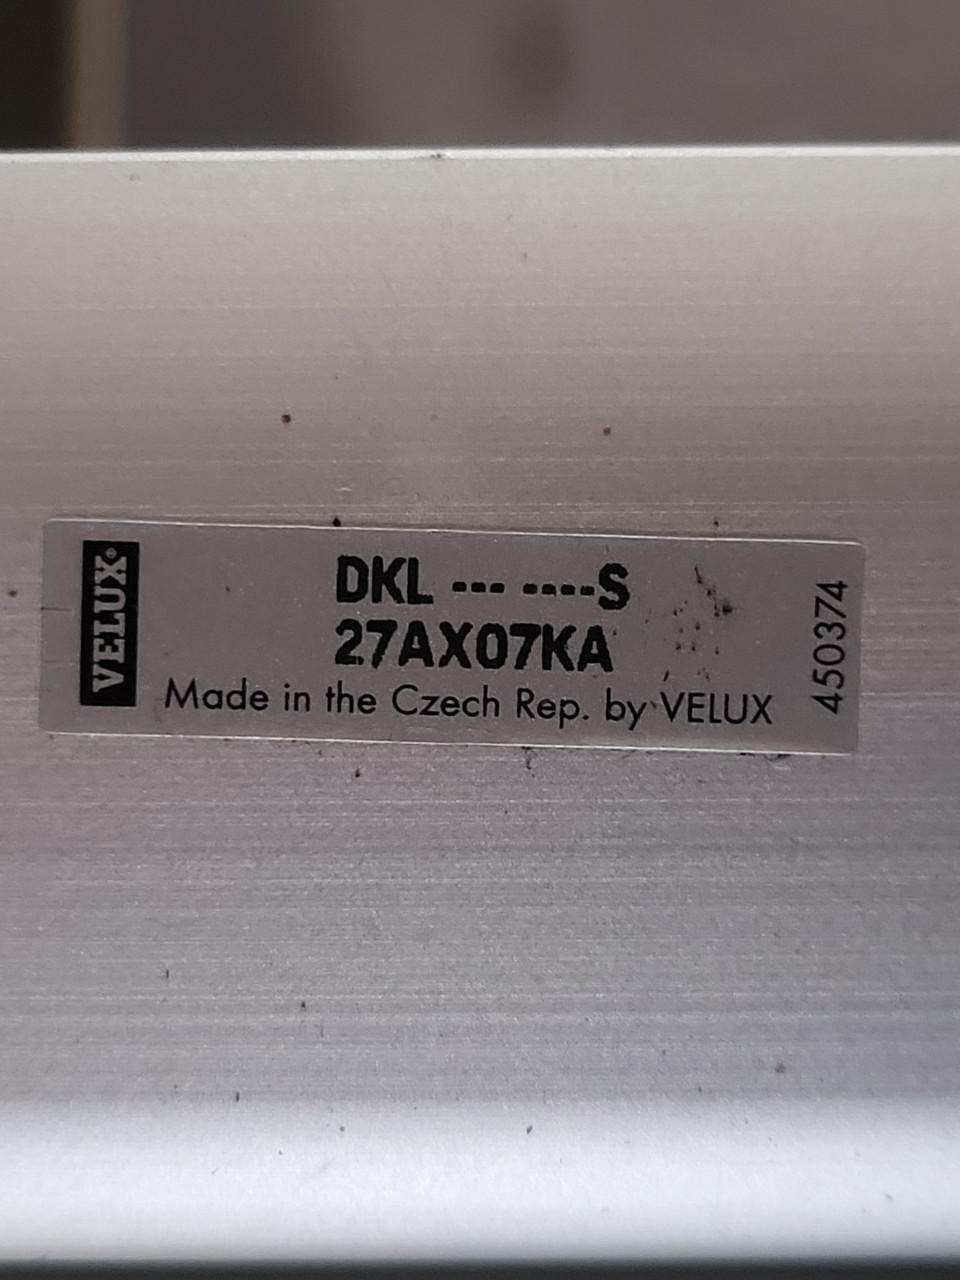 VELUX®
DKL --- ----S
27AX07KA
Made in the Czech Rep. by VELUX
450374